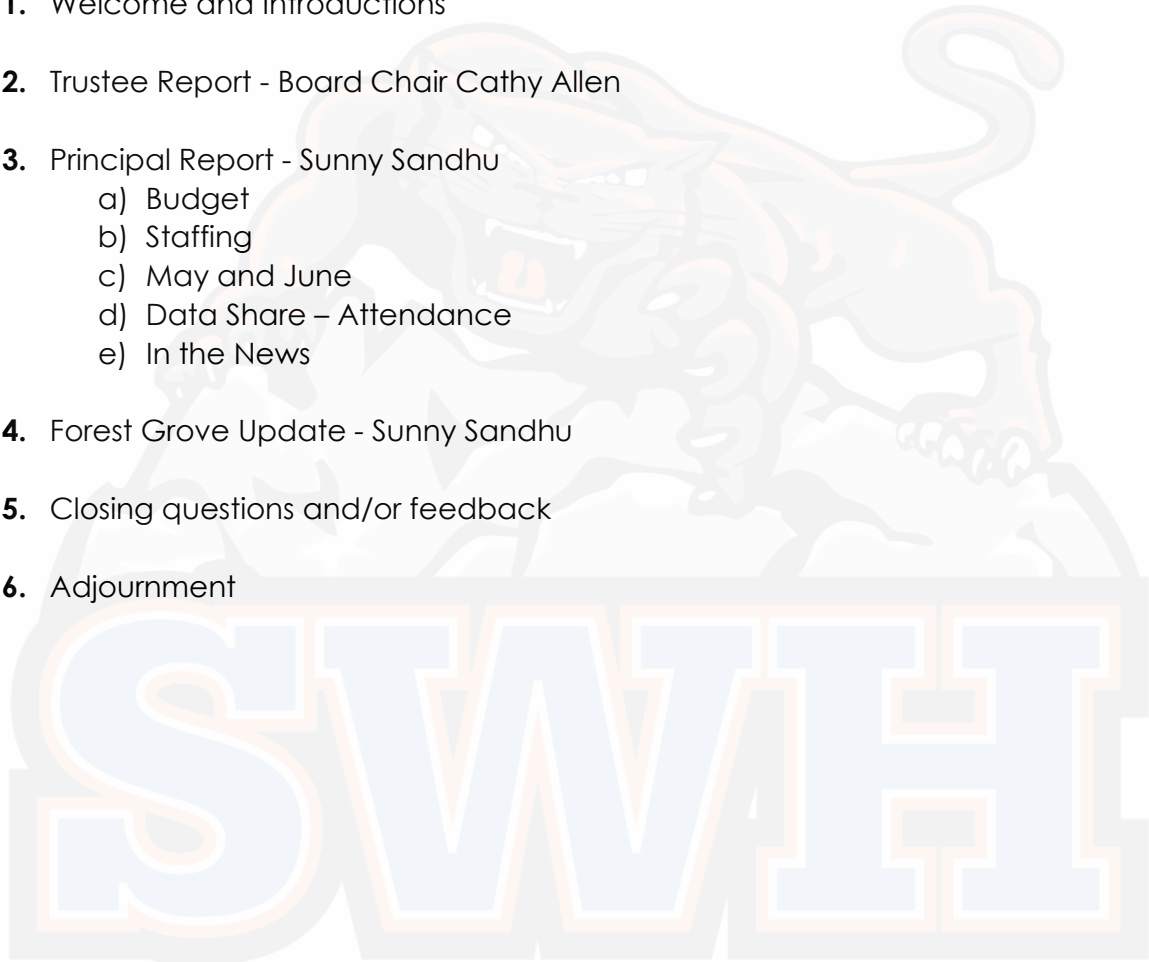 1. Welcome and Introductions
2. Trustee Report - Board Chair Cathy Allen
3. Principal Report - Sunny Sandhu
a) Budget
b) Staffing
c) May and June
d) Data Share – Attendance
e) In the News
4. Forest Grove Update - Sunny Sandhu
5. Closing questions and/or feedback
6. Adjournment
SWH